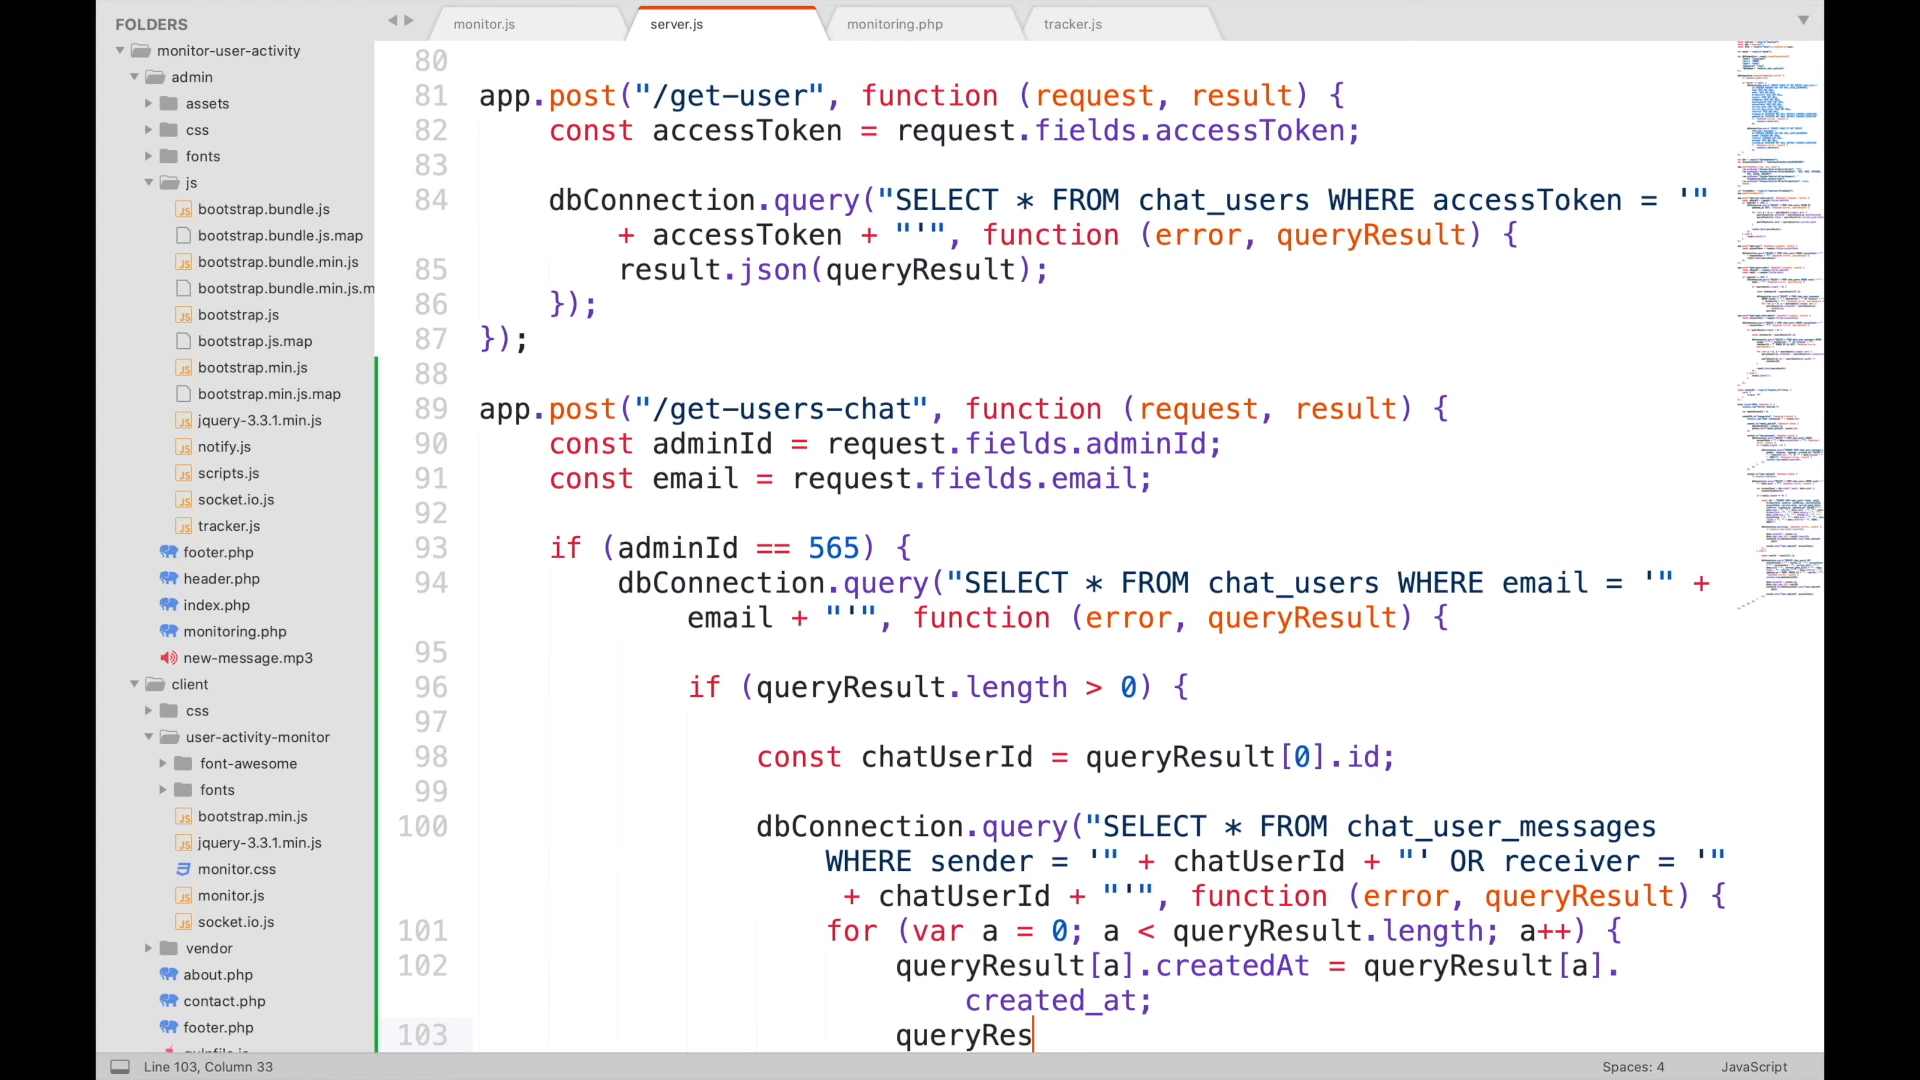 FOLDERS
monitor-user-activity
admin
assets
css
fonts
js
bootstrap.bundle.js
bootstrap.bundle.js.map
bootstrap.bundle.min.js
bootstrap.bundle.min.js.m
bootstrap.js
bootstrap.js.map
bootstrap.min.js
bootstrap.min.js.map
jquery-3.3.1.min.js
notify.js
scripts.js
socket.io.js
tracker.js
footer.php
header.php
index.php
monitoring.php
new-message.mp3
client
css
user-activity-monitor
font-awesome
fonts
bootstrap.min.js
jquery-3.3.1.min.js
monitor.css
monitor.js
socket.io.js
vendor
about.php
contact.php
footer.php
monitor.js server.js monitoring.php tracker.js
80
81 app.post("/get-user", function (request, result) {
82 const accessToken = request.fields.accessToken;
83
84 dbConnection.query("SELECT * FROM chat_users WHERE accessToken = '"
+ accessToken + "'", function (error, queryResult) {
85 result.json(queryResult);
86 });
87 });
88
89 app.post("/get-users-chat", function (request, result) {
90 const adminId = request.fields.adminId;
91 const email = request.fields.email;
92
93 if (adminId == 565) {
94 dbConnection.query("SELECT * FROM chat_users WHERE email = '" +
email + "'", function (error, queryResult) {
95
96 if (queryResult.length > 0) {
97
98 const chatUserId = queryResult[0].id;
99
100 dbConnection.query("SELECT * FROM chat_user_messages
WHERE sender = '" + chatUserId + "' OR receiver = '"
+ chatUserId + "'", function (error, queryResult) {
101 for (var a = 0; a < queryResult.length; a++) {
102 queryResult[a].createdAt = queryResult[a].
created_at;
103 queryRes
Line 103, Column 33
Spaces: 4
JavaScript